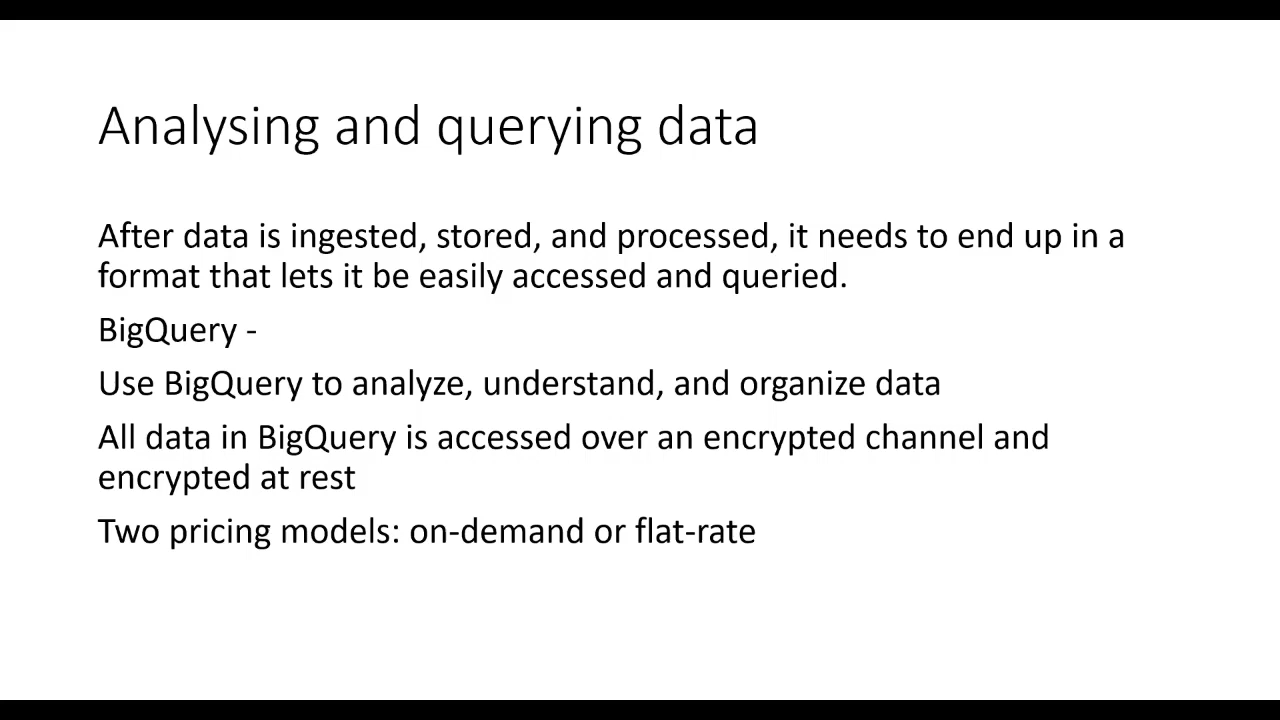 Analysing and querying data
After data is ingested, stored, and processed, it needs to end up in a
format that lets it be easily accessed and queried.
BigQuery -
Use BigQuery to analyze, understand, and organize data
All data in BigQuery is accessed over an encrypted channel and
encrypted at rest
Two pricing models: on-demand or flat-rate